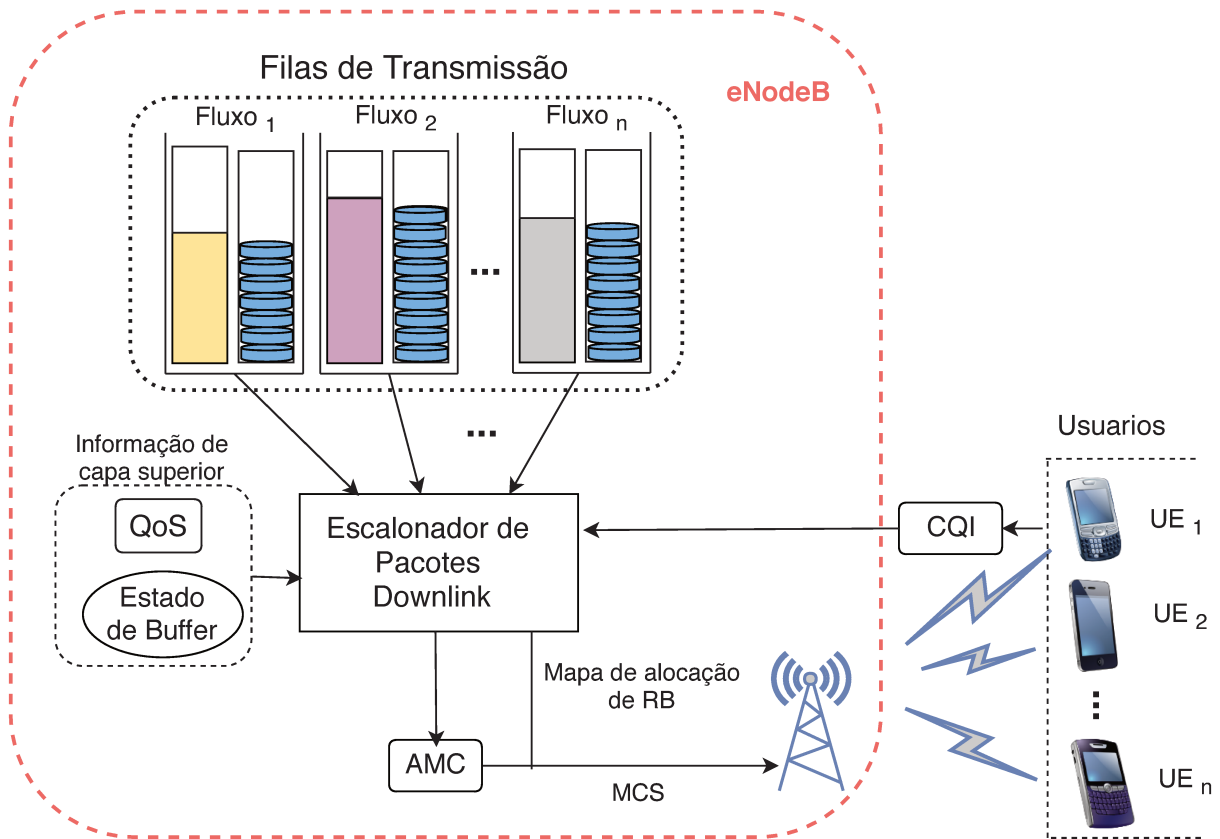 Filas de Transmissão
eNodeB
Fluxo 1
Fluxo 2
Fluxo n
...
...
Informação de
capa superior
QoS
Estado
de Buffer
Escalonador de
Pacotes
Downlink
CQI
Usuarios
UE 1
UE 2
UE n
Mapa de alocação
de RB
AMC
MCS